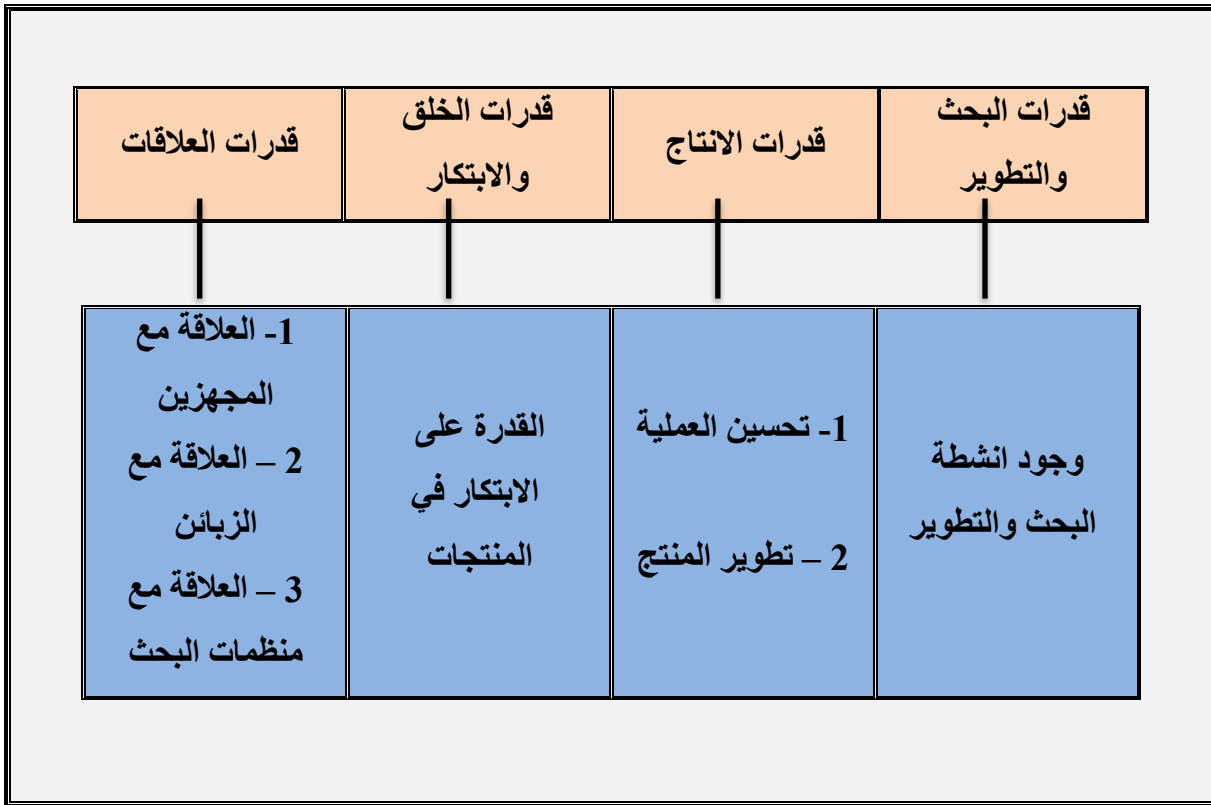 قدرات البحث
والتطوير
قدرات الانتاج
قدرات الخلق
والابتكار
قدرات العلاقات
وجود انشطة
البحث والتطوير
1- تحسين العملية
2 – تطوير المنتج
القدرة على
الابتكار في
المنتجات
1- العلاقة مع
المجهزين
2 – العلاقة مع
الزبائن
3 – العلاقة مع
منظمات البحث